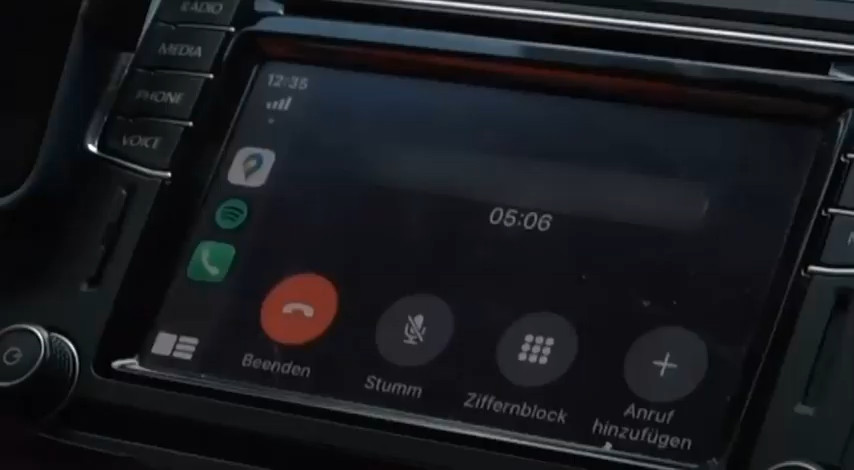 RADIO
MEDIA
PHONE
VOICE
12:35
05:06
Beenden
Stumm
Ziffernblock
Anruf
hinzufügen